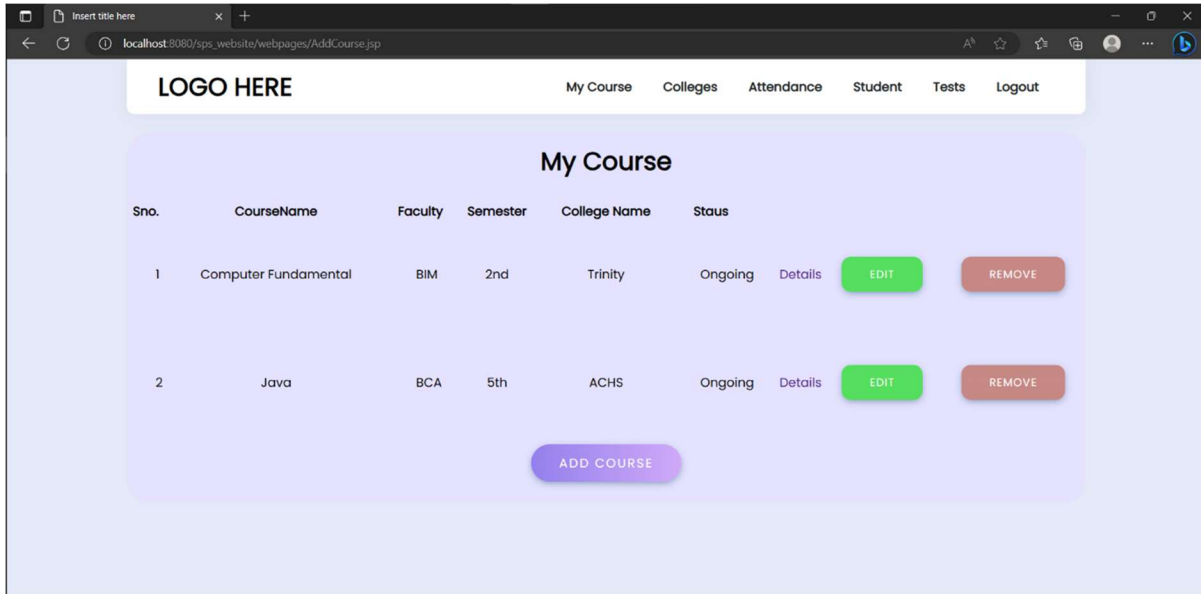 Insert title here
localhost:8080/sps_website/webpages/AddCourse.jsp
LOGO HERE My Course Colleges Attendance Student Tests Logout
My Course
Sno. CourseName Faculty Semester College Name Staus
1 Computer Fundamental BIM 2nd Trinity Ongoing Details EDIT REMOVE
2 Java BCA 5th ACHS Ongoing Details EDIT REMOVE
ADD COURSE